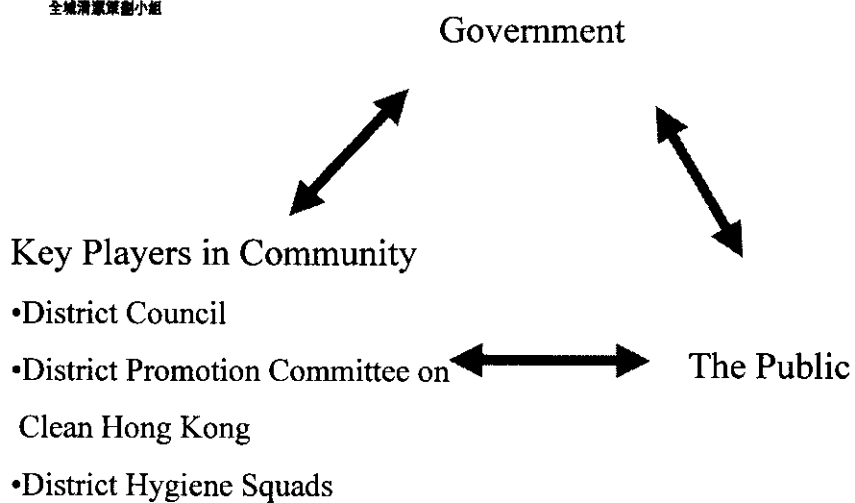 全城清潔策劃小組
Government
Key Players in Community
•District Council
•District Promotion Committee on
Clean Hong Kong
•District Hygiene Squads
The Public